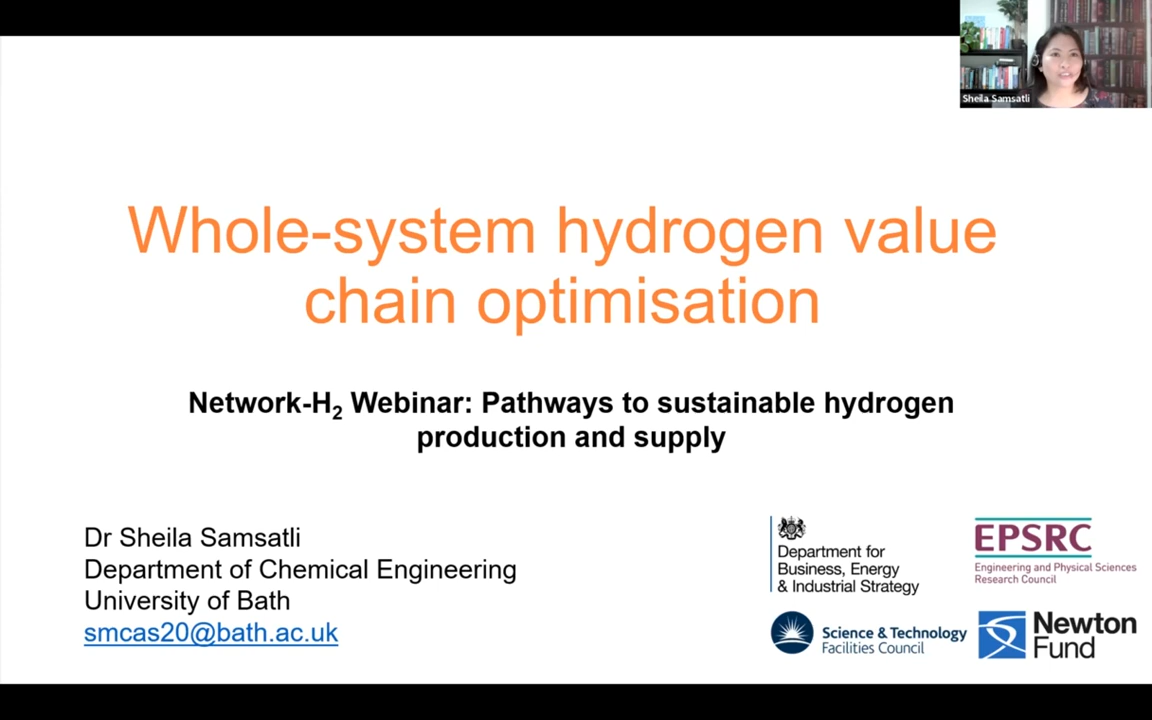 Sheila Samsatli
Whole-system hydrogen value
chain optimisation
Network-H₂ Webinar: Pathways to sustainable hydrogen
production and supply
Dr Sheila Samsatli
Department of Chemical Engineering
University of Bath
smcas20@bath.ac.uk
Department for
Business, Energy
& Industrial Strategy
EPSRC
Engineering and Physical Sciences
Research Council
Science & Technology
Facilities Council
Newton
Fund